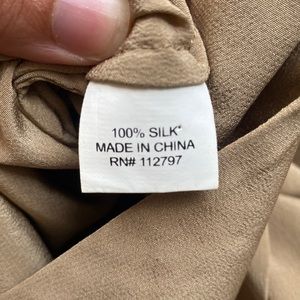 100% SILK*
MADE IN CHINA
RN# 112797